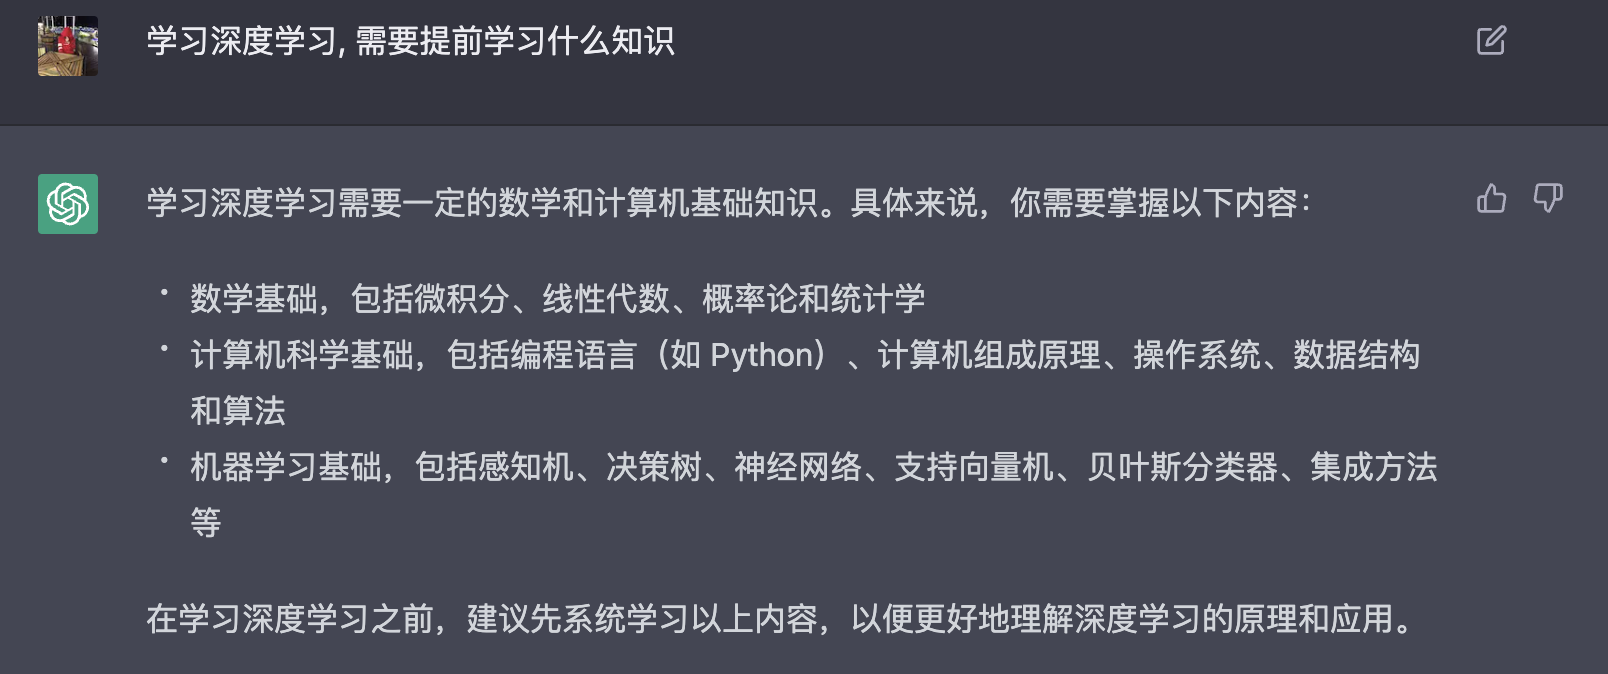 学习深度学习, 需要提前学习什么知识
学习深度学习需要一定的数学和计算机基础知识。具体来说，你需要掌握以下内容：
• 数学基础，包括微积分、线性代数、概率论和统计学
• 计算机科学基础，包括编程语言（如 Python）、计算机组成原理、操作系统、数据结构
和算法
• 机器学习基础，包括感知机、决策树、神经网络、支持向量机、贝叶斯分类器、集成方法
等
在学习深度学习之前，建议先系统学习以上内容，以便更好地理解深度学习的原理和应用。